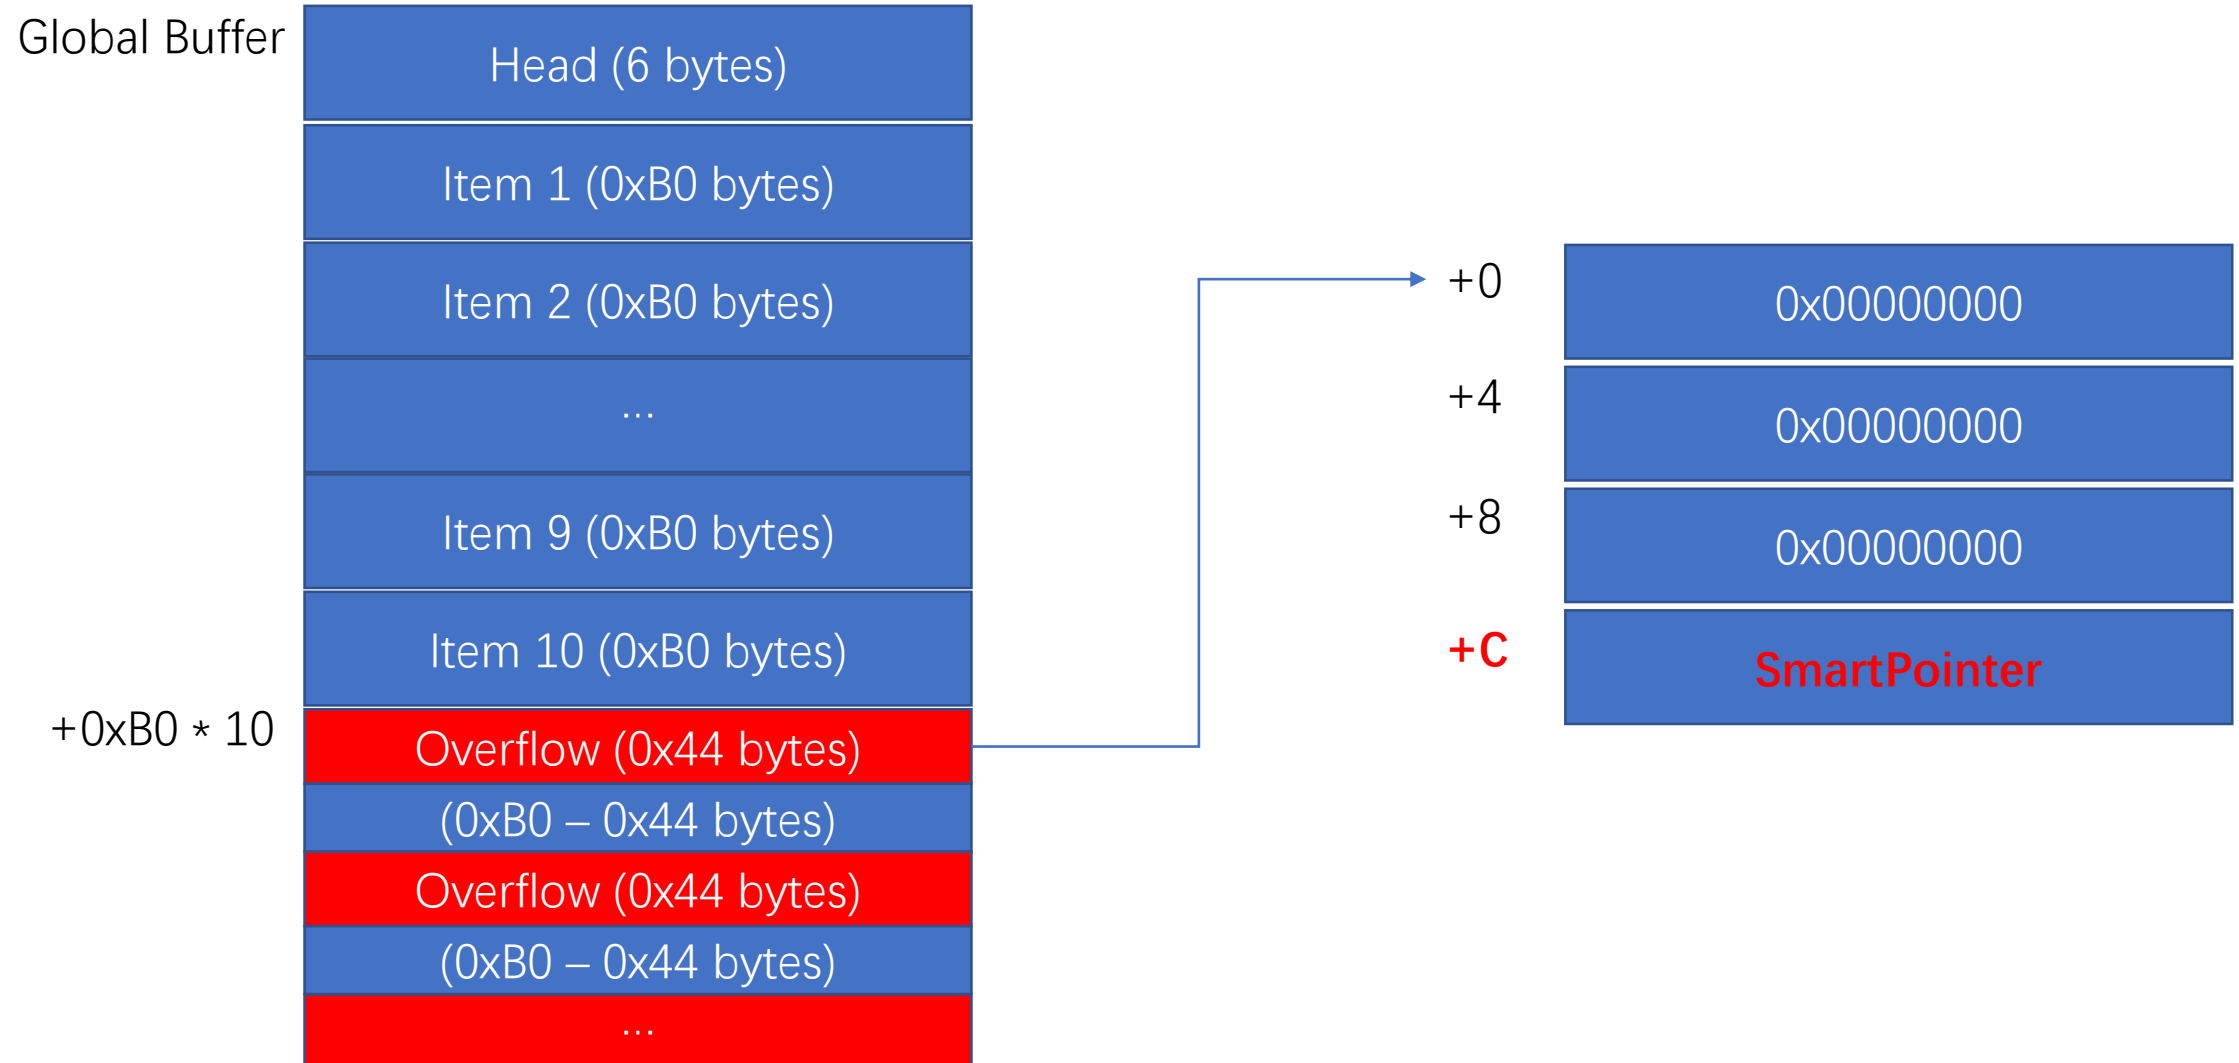 Global Buffer
Head (6 bytes)
Item 1 (0xB0 bytes)
Item 2 (0xB0 bytes)
...
Item 9 (0xB0 bytes)
Item 10 (0xB0 bytes)
+0xB0 * 10
Overflow (0x44 bytes)
(0xB0 – 0x44 bytes)
Overflow (0x44 bytes)
(0xB0 – 0x44 bytes)
...
+0
0x00000000
+4
0x00000000
+8
0x00000000
+C
SmartPointer